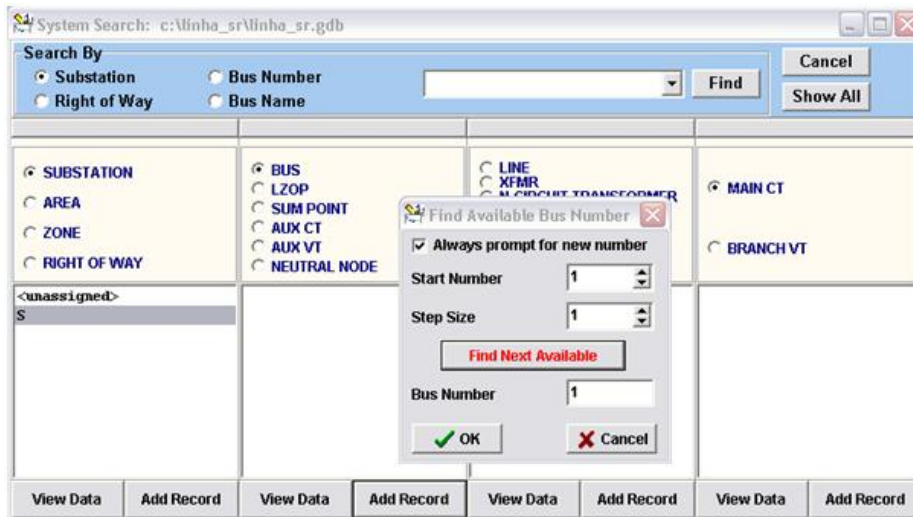 System Search: c:\linha_sr\linha_sr.gdb
Search By
Substation
Bus Number
Right of Way
Bus Name
Find
Cancel
Show All
SUBSTATION
AREA
ZONE
RIGHT OF WAY
BUS
LZOP
SUM POINT
AUX CT
AUX VT
NEUTRAL NODE
LINE
XFMR
N-CIRCUIT TRANSFORMER
MAIN CT
BRANCH VT
<unassigned>
S
Find Available Bus Number
Always prompt for new number
Start Number 1
Step Size 1
Find Next Available
Bus Number 1
OK Cancel
View Data Add Record View Data Add Record View Data Add Record View Data Add Record